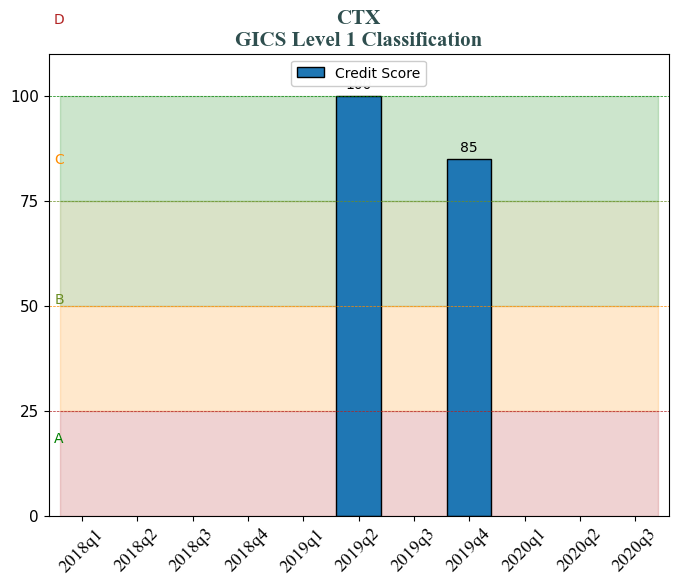 D
CTX
GICS Level 1 Classification
Credit Score
100
100
C
85
75
B
50
25
A
0
2018q1
2018q2
2018q3
2018q4
2019q1
2019q2
2019q3
2019q4
2020q1
2020q2
2020q3